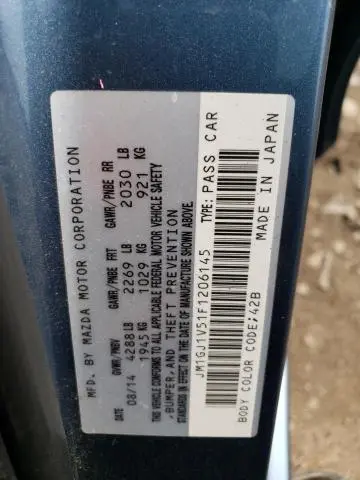 MFD. BY MAZDA MOTOR CORPORATION
DATE GVWR/PNBV GAWR/PNBE FRT GAWR/PNBE RR
08/14 4288 LB 2269 LB 2030 LB
1945 KG 1029 KG 921 KG
THIS VEHICLE CONFORMS TO ALL APPLICABLE FEDERAL MOTOR VEHICLE SAFETY
,BUMPER,AND THEFT PREVENTION
STANDARDS IN EFFECT ON THE DATE OF MANUFACTURE SHOWN ABOVE.
JM1GJ1V51F1206145 TYPE: PASS CAR
BODY COLOR CODE:42B MADE IN JAPAN